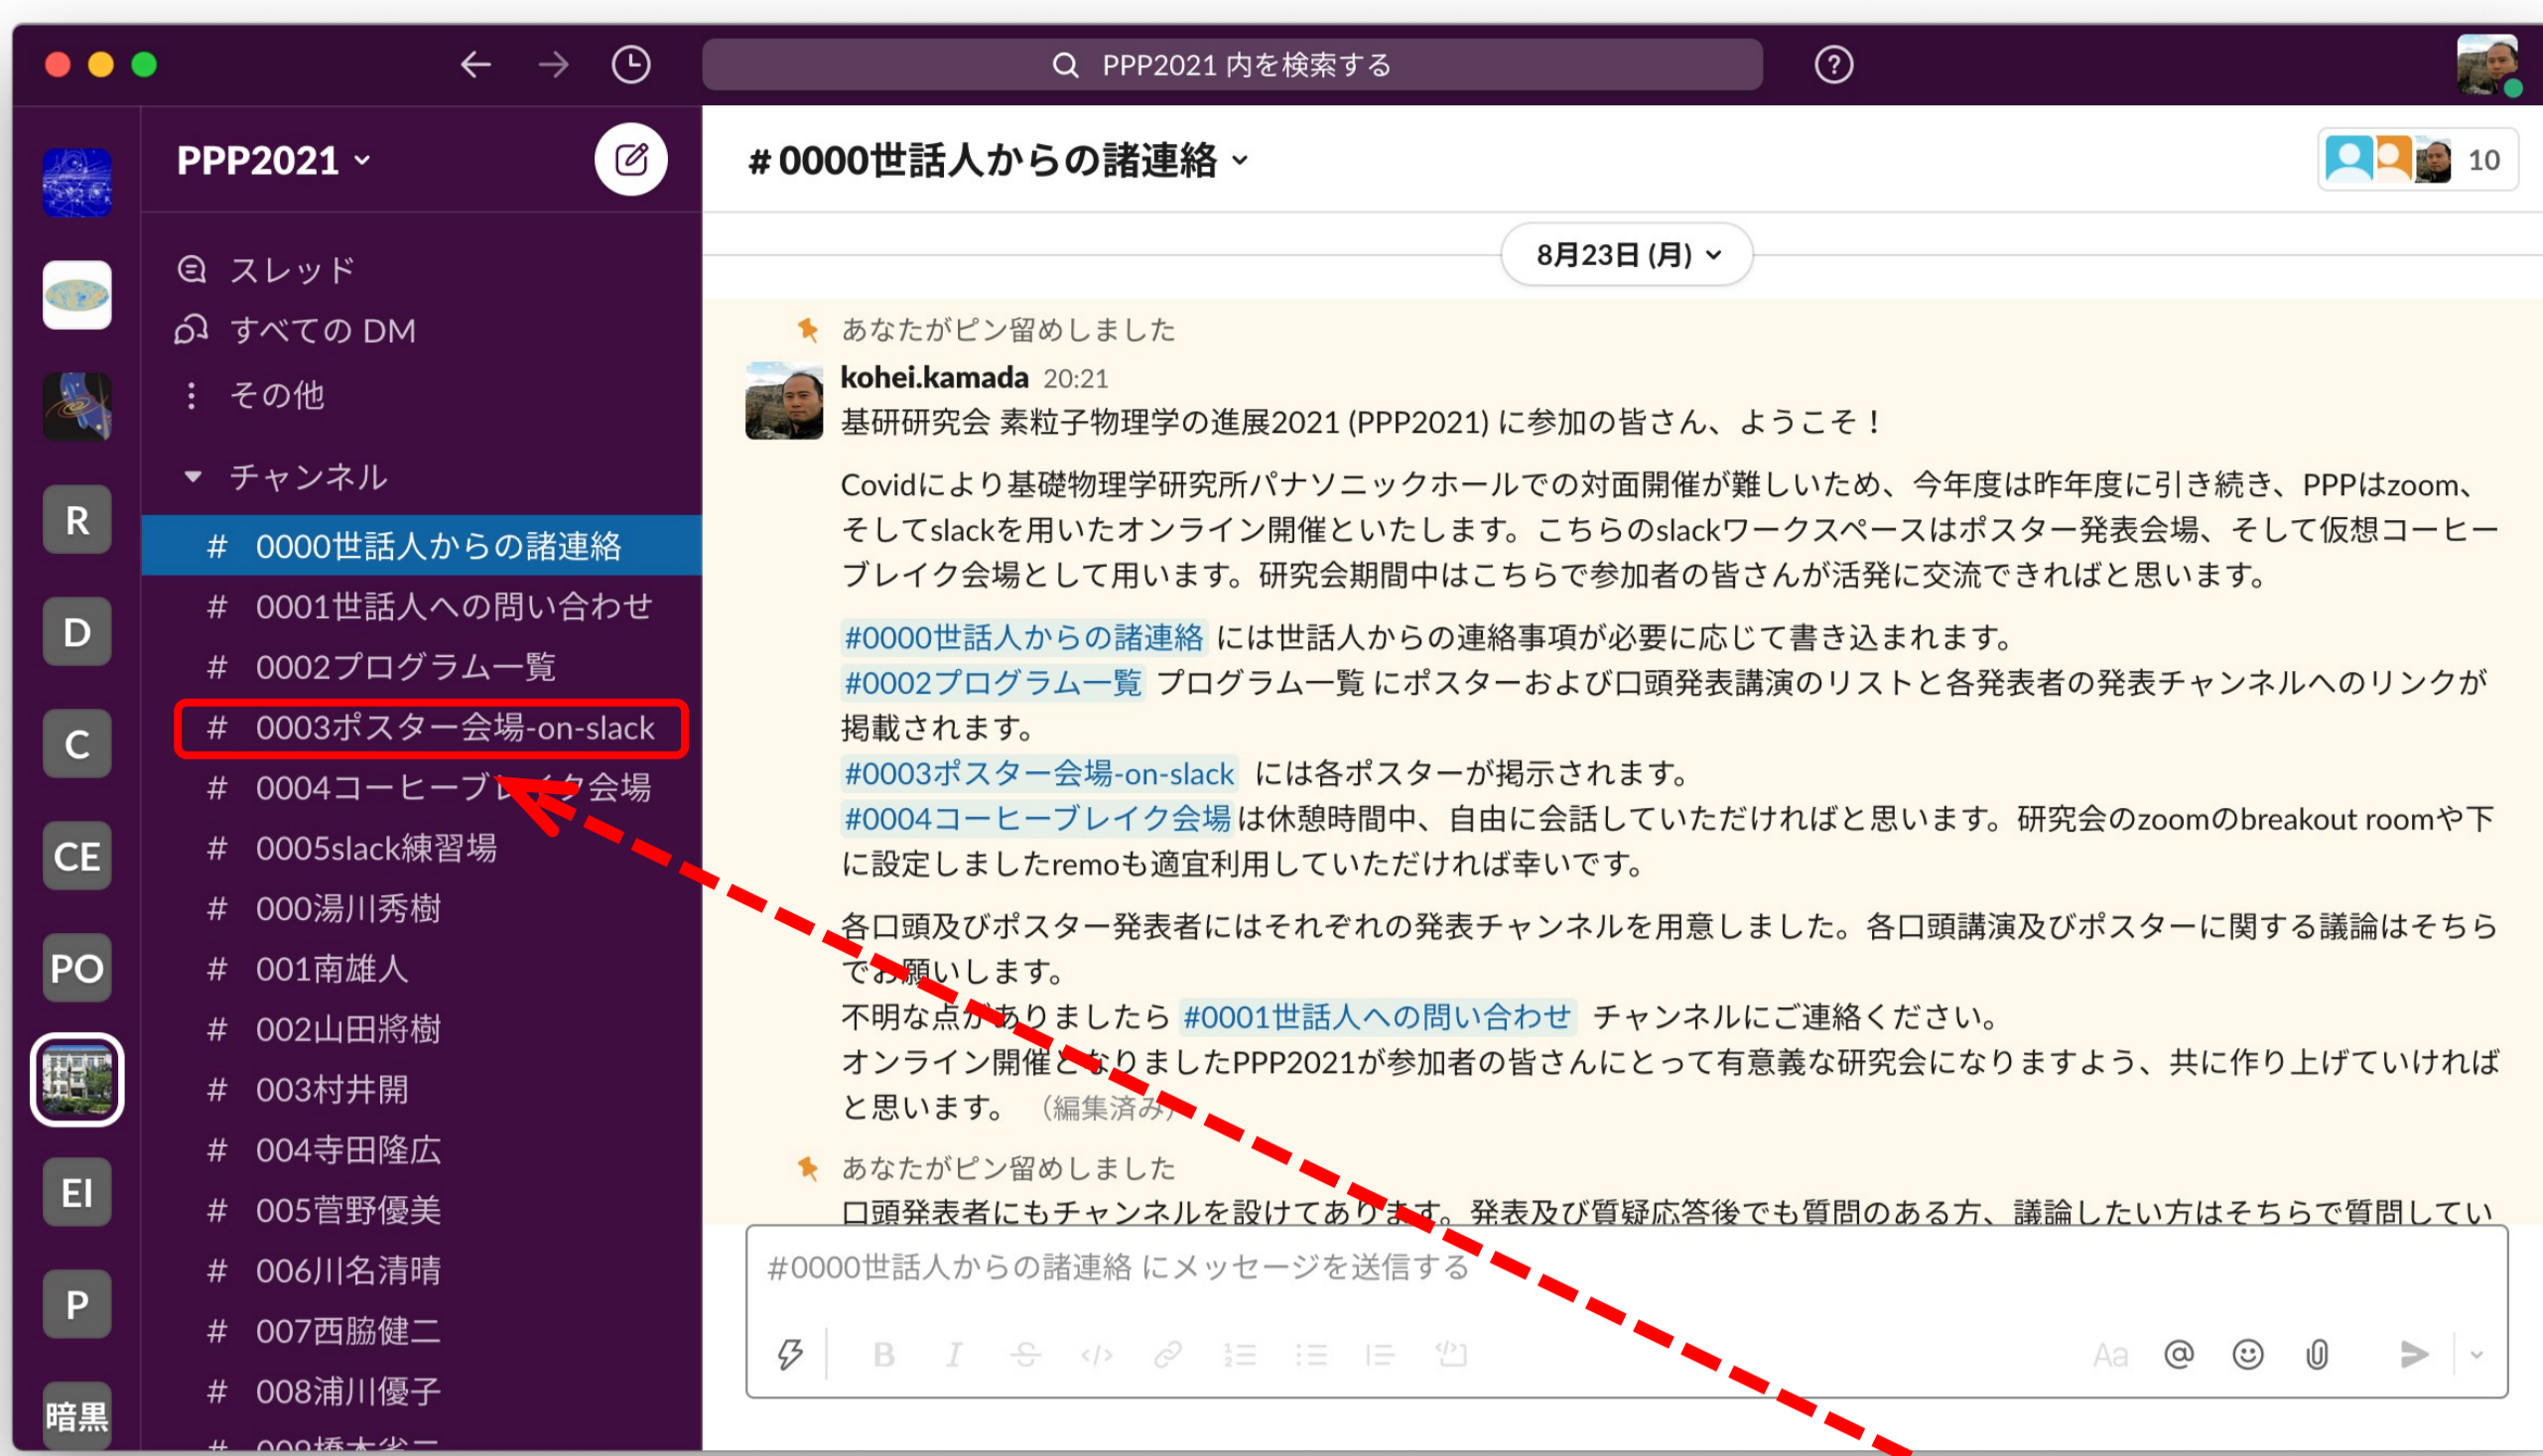 PPP2021 内を検索する
PPP2021
R
D
C
CE
PO
EI
P
暗黒
スレッド
すべての DM
その他
チャンネル
# 0000世話人からの諸連絡
# 0001世話人への問い合わせ
# 0002プログラム一覧
# 0003ポスター会場-on-slack
# 0004コーヒーブレイク会場
# 0005slack練習場
# 000湯川秀樹
# 001南雄人
# 002山田將樹
# 003村井開
# 004寺田隆広
# 005菅野優美
# 006川名清晴
# 007西脇健二
# 008浦川優子
# 0000世話人からの諸連絡
10
8月23日 (月)
あなたがピン留めしました
kohei.kamada 20:21
基研研究会 素粒子物理学の進展2021 (PPP2021) に参加の皆さん、ようこそ！
Covidにより基礎物理学研究所パナソニックホールでの対面開催が難しいため、今年度は昨年度に引き続き、PPPはzoom、
そしてslackを用いたオンライン開催といたします。こちらのslackワークスペースはポスター発表会場、そして仮想コーヒー
ブレイク会場として用います。研究会期間中はこちらで参加者の皆さんが活発に交流できればと思います。
#0000世話人からの諸連絡 には世話人からの連絡事項が必要に応じて書き込まれます。
#0002プログラム一覧 プログラム一覧 にポスターおよび口頭発表講演のリストと各発表者の発表チャンネルへのリンクが
掲載されます。
#0003ポスター会場-on-slack には各ポスターが掲示されます。
#0004コーヒーブレイク会場は休憩時間中、自由に会話していただければと思います。研究会のzoomのbreakout roomや下
に設定しましたremoも適宜利用していただければ幸いです。
各口頭及びポスター発表者にはそれぞれの発表チャンネルを用意しました。各口頭講演及びポスターに関する議論はそちら
でお願いします。
不明な点がありましたら #0001世話人への問い合わせ チャンネルにご連絡ください。
オンライン開催となりましたPPP2021が参加者の皆さんにとって有意義な研究会になりますよう、共に作り上げていければ
と思います。 （編集済み）
あなたがピン留めしました
口頭発表者にもチャンネルを設けてあります。発表及び質疑応答後でも質問のある方、議論したい方はそちらで質問してい
#0000世話人からの諸連絡 にメッセージを送信する
B I S Aa @